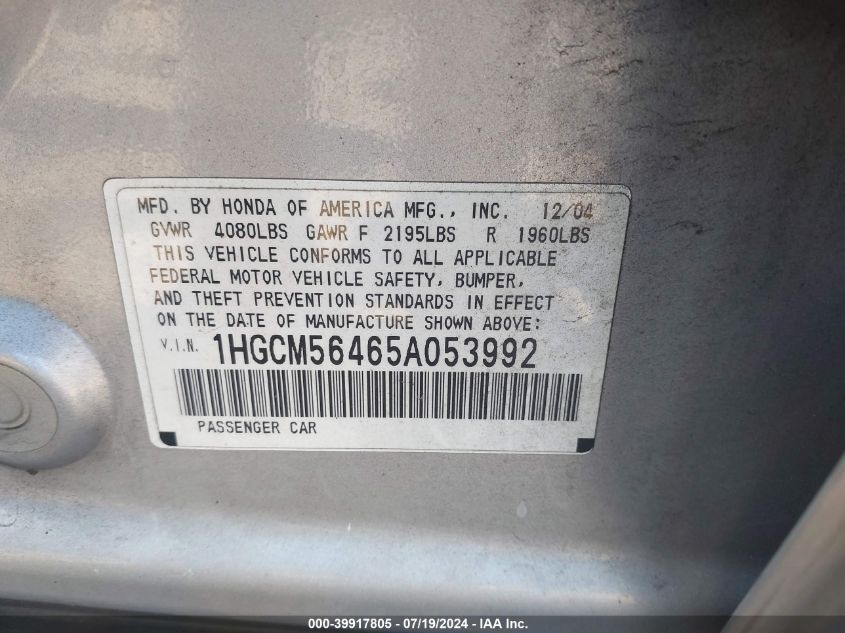 MFD. BY HONDA OF AMERICA MFG., INC. 12/04
GVWR 4080LBS GAWR F 2195LBS R 1960LBS
THIS VEHICLE CONFORMS TO ALL APPLICABLE
FEDERAL MOTOR VEHICLE SAFETY, BUMPER,
AND THEFT PREVENTION STANDARDS IN EFFECT
ON THE DATE OF MANUFACTURE SHOWN ABOVE:
V.I.N. 1HGCM56465A053992
PASSENGER CAR
000-39917805 - 07/19/2024 - IAA Inc.